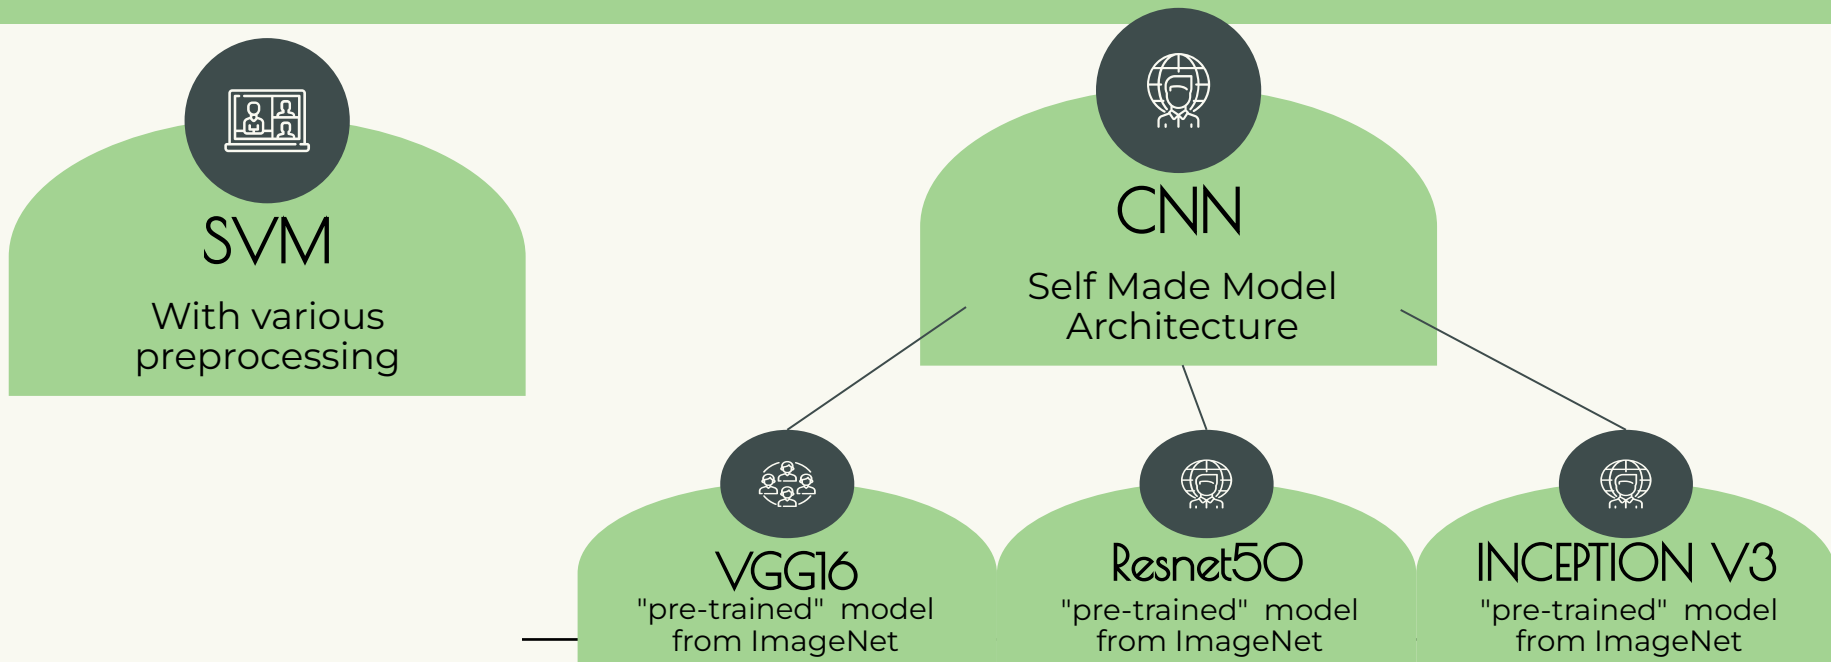 SVM
With various
preprocessing
CNN
Self Made Model
Architecture
VGG16
"pre-trained"  model
from ImageNet
Resnet50
"pre-trained"  model
from ImageNet
INCEPTION V3
"pre-trained"  model
from ImageNet